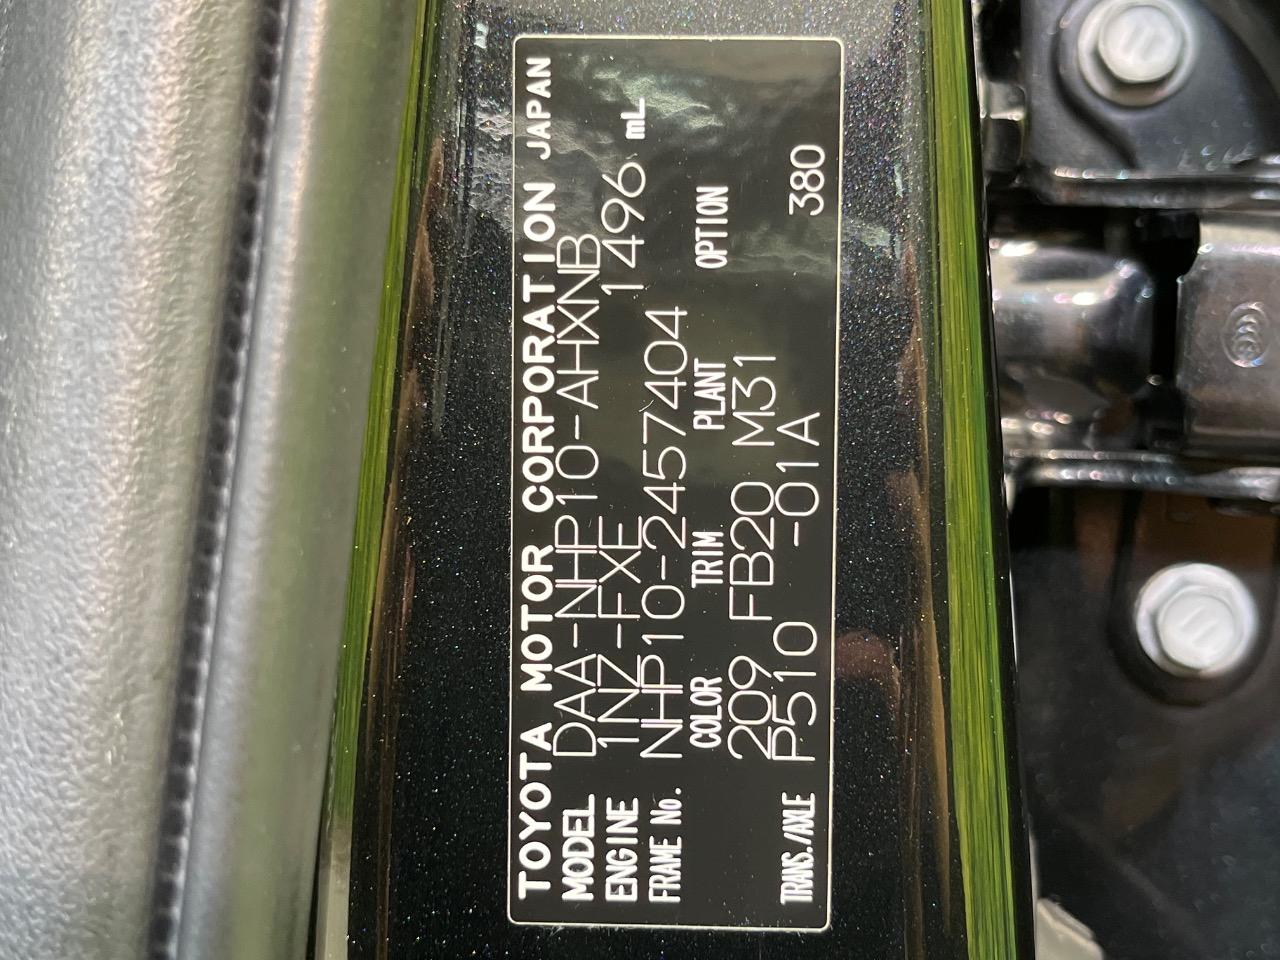 TOYOTA MOTOR CORPORATION JAPAN
MODEL DAA-NHP10-AHXNB
ENGINE 1NZ-FXE 1496 mL
FRAME No. NHP10-2457404
COLOR TRIM PLANT OPTION
209 FB20 M31
TRANS./AXLE P510 -01A 380